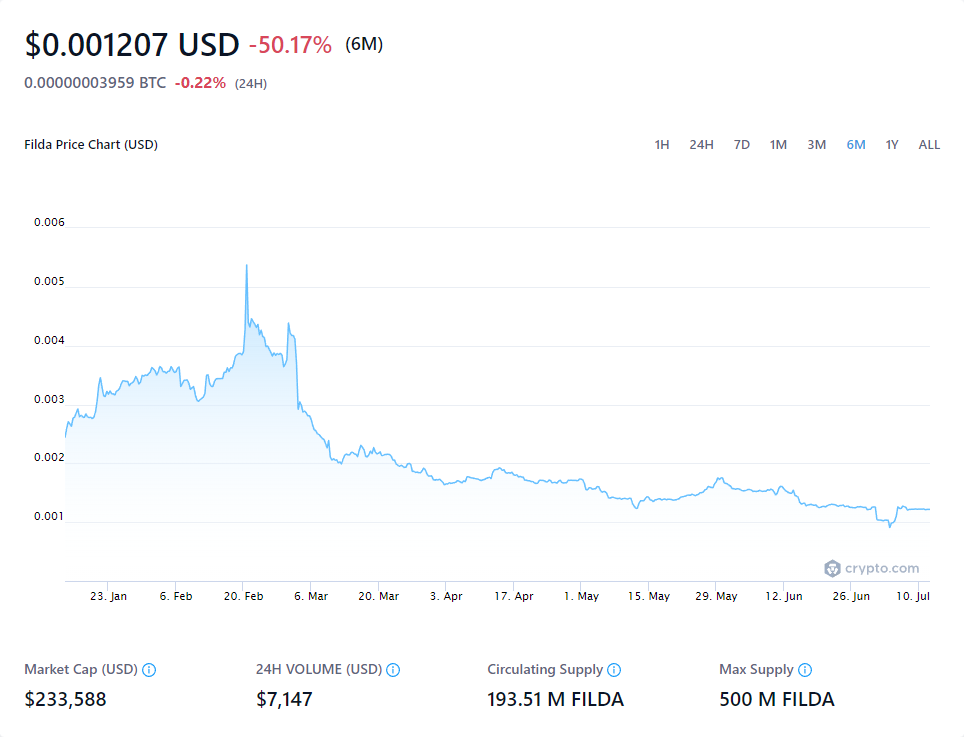 $0.001207 USD -50.17% (6M)
0.00000003959 BTC -0.22% (24H)
Filda Price Chart (USD) 1H 24H 7D 1M 3M 6M 1Y ALL
0.006
0.005
0.004
0.003
0.002
0.001
crypto.com
23. Jan 6. Feb 20. Feb 6. Mar 20. Mar 3. Apr 17. Apr 1. May 15. May 29. May 12. Jun 26. Jun 10. Jul
Market Cap (USD) 24H VOLUME (USD) Circulating Supply Max Supply
$233,588 $7,147 193.51 M FILDA 500 M FILDA